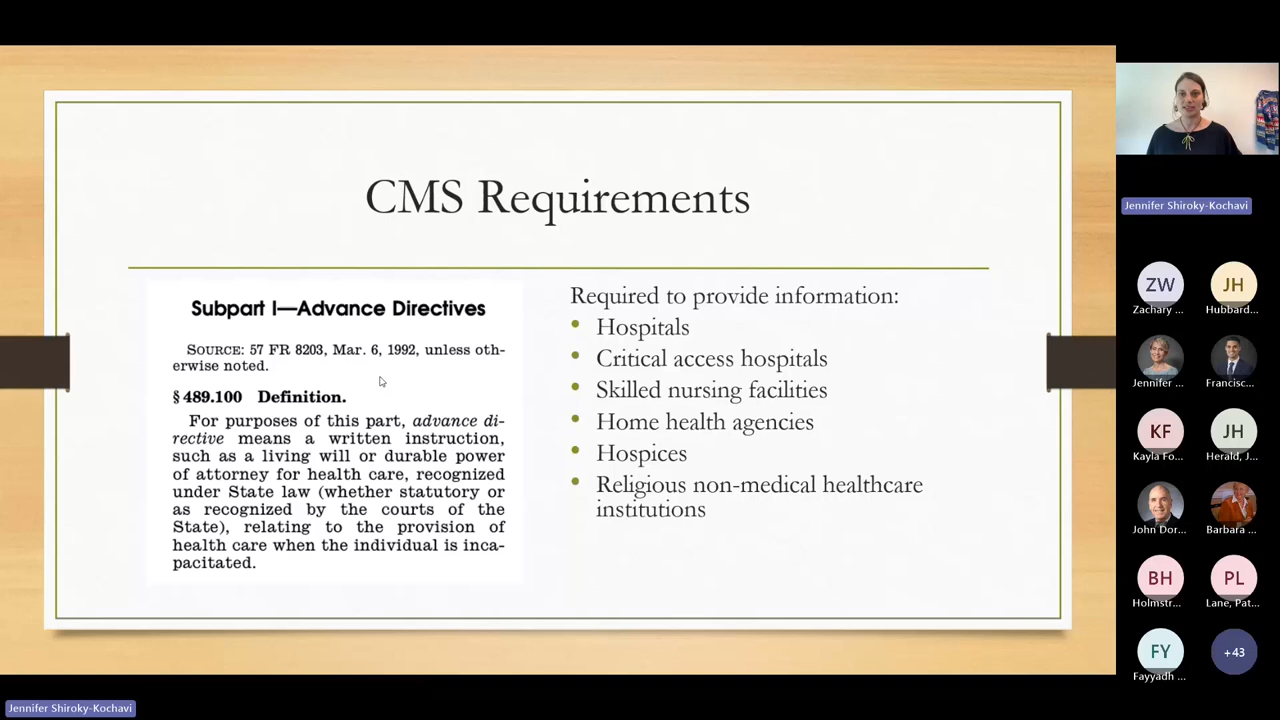 CMS Requirements
Subpart I—Advance Directives
SOURCE: 57 FR 8203, Mar. 6, 1992, unless oth-
erwise noted.
§ 489.100 Definition.
For purposes of this part, advance di-
rective means a written instruction,
such as a living will or durable power
of attorney for health care, recognized
under State law (whether statutory or
as recognized by the courts of the
State), relating to the provision of
health care when the individual is inca-
pacitated.
Required to provide information:
• Hospitals
• Critical access hospitals
• Skilled nursing facilities
• Home health agencies
• Hospices
• Religious non-medical healthcare
institutions
Jennifer Shiroky-Kochavi
ZW
Zachary ...
JH
Hubbard...
Jennifer ...
Francisc...
KF
Kayla Fo...
JH
Herald, J...
John Dor...
Barbara ...
BH
Holmstr...
PL
Lane, Pat...
FY
Fayyadh ...
+43
Jennifer Shiroky-Kochavi